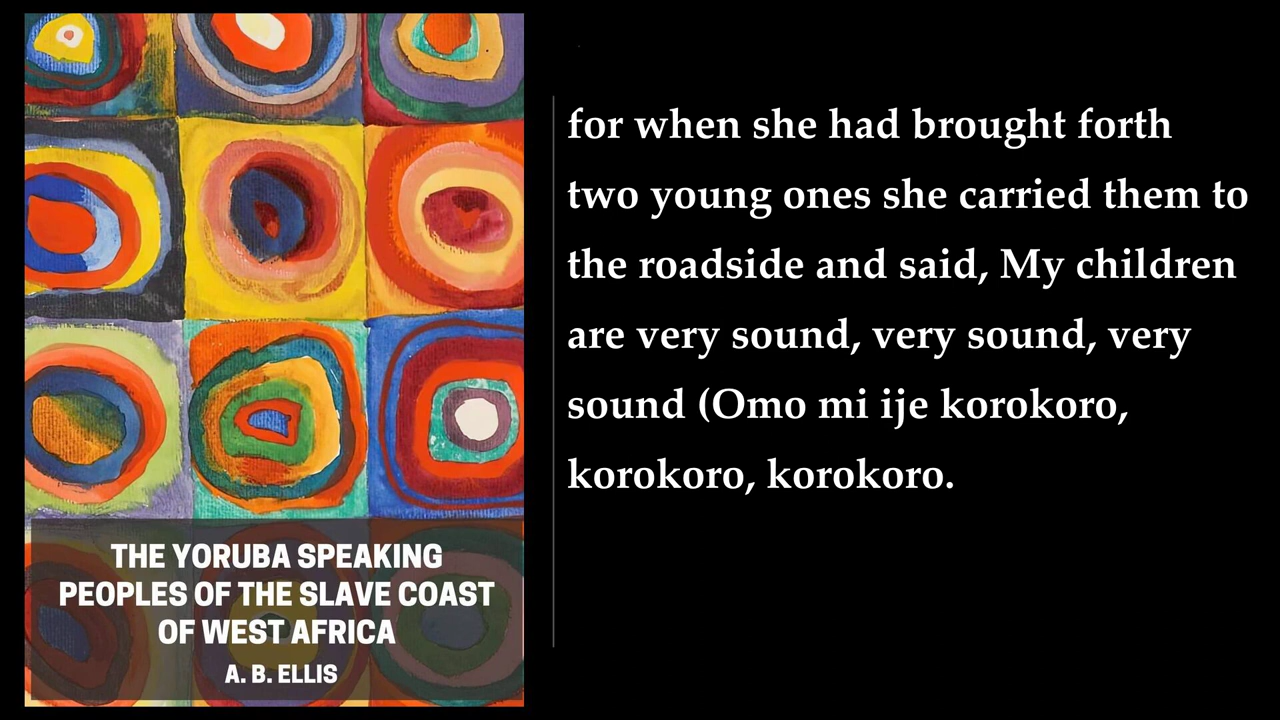 for when she had brought forth
two young ones she carried them to
the roadside and said, My children
are very sound, very sound, very
sound (Omo mi ije korokoro,
korokoro, korokoro.
THE YORUBA SPEAKING
PEOPLES OF THE SLAVE COAST
OF WEST AFRICA
A. B. ELLIS